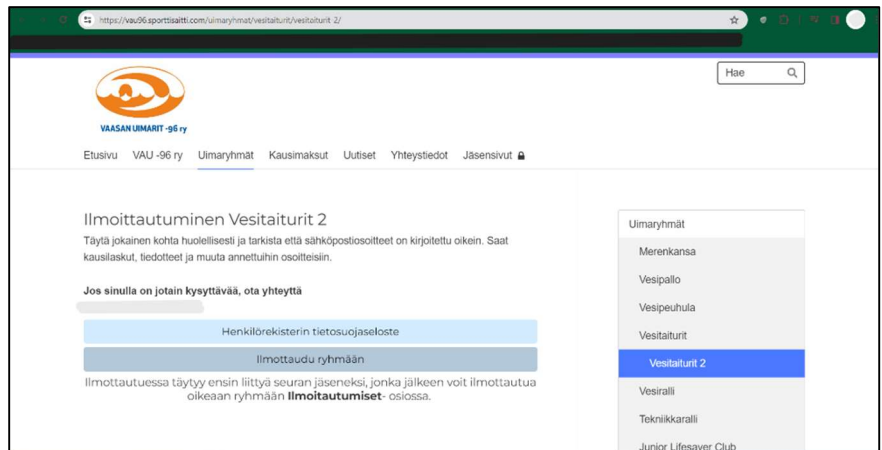 https://vau96.sporttisaitti.com/uimaryhmat/vesitaiturit/vesitaiturit-2/
Hae
VAASAN UIMARIT -96 ry
Etusivu VAU -96 ry Uimaryhmät Kausimaksut Uutiset Yhteystiedot Jäsensivut
Ilmoittautuminen Vesitaiturit 2
Täytä jokainen kohta huolellisesti ja tarkista että sähköpostiosoitteet on kirjoitettu oikein. Saat
kausilaskut, tiedotteet ja muuta annettuihin osoitteisiin.
Jos sinulla on jotain kysyttävää, ota yhteyttä
Henkilörekisterin tietosuojaseloste
Ilmottaudu ryhmään
Ilmottautuessa täytyy ensin liittyä seuran jäseneksi, jonka jälkeen voit ilmottautua
oikeaan ryhmään Ilmoitautumiset- osiossa.
Uimaryhmät
Merenkansa
Vesipallo
Vesipeuhula
Vesitaiturit
Vesitaiturit 2
Vesiralli
Tekniikkaralli
Junior Lifesaver Club